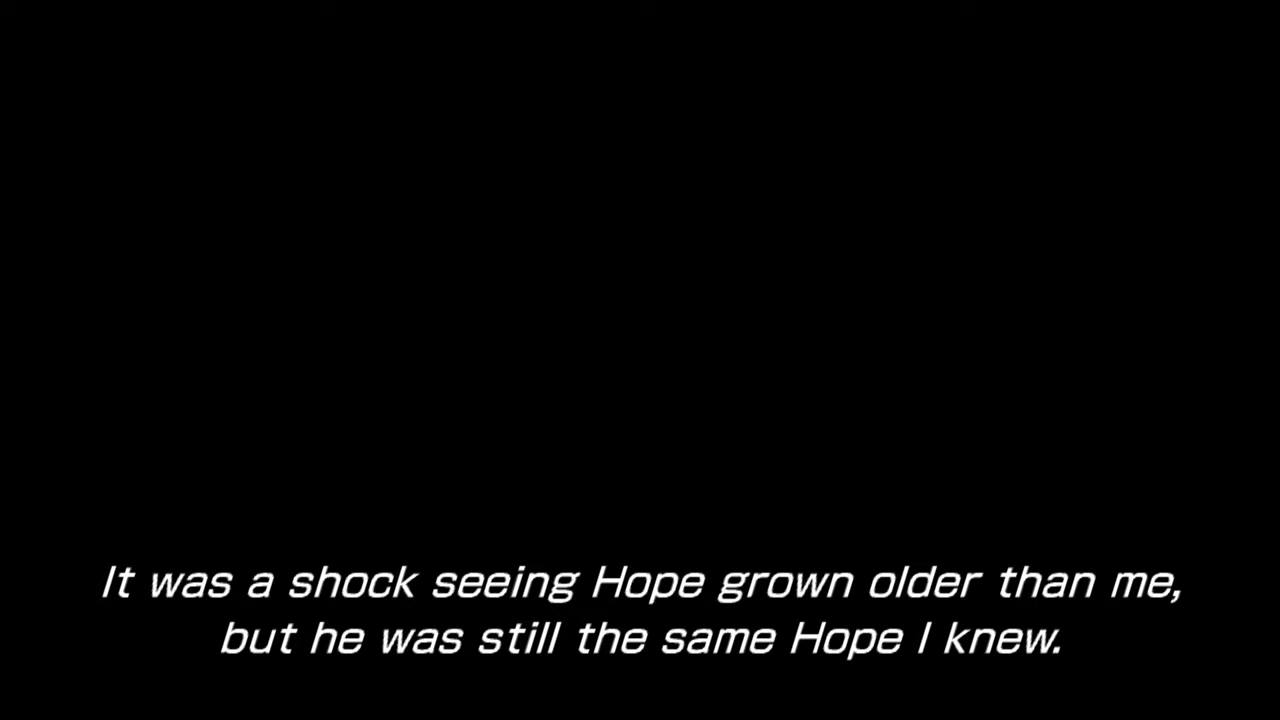 It was a shock seeing Hope grown older than me,
but he was still the same Hope I knew.